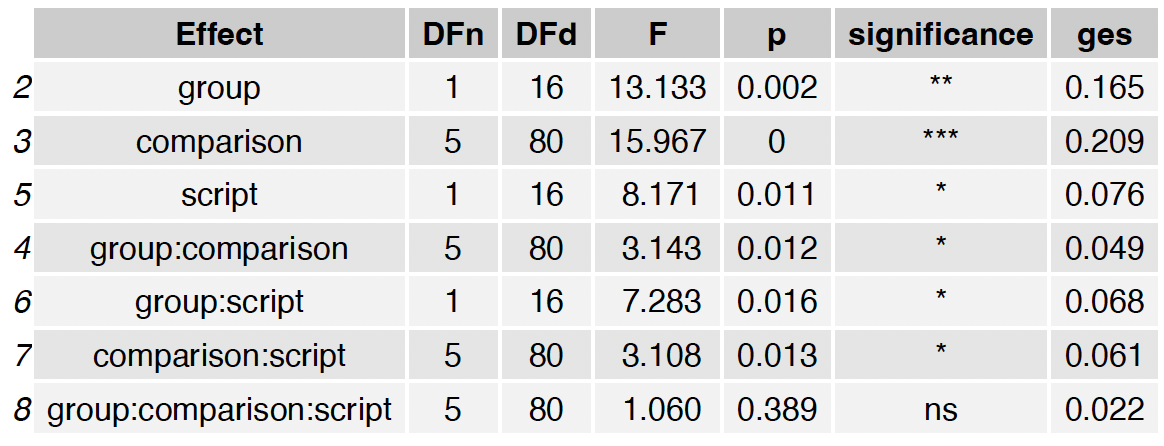 Effect DFn DFd F p significance ges
2 group 1 16 13.133 0.002 ** 0.165
3 comparison 5 80 15.967 0 *** 0.209
5 script 1 16 8.171 0.011 * 0.076
4 group:comparison 5 80 3.143 0.012 * 0.049
6 group:script 1 16 7.283 0.016 * 0.068
7 comparison:script 5 80 3.108 0.013 * 0.061
8 group:comparison:script 5 80 1.060 0.389 ns 0.022